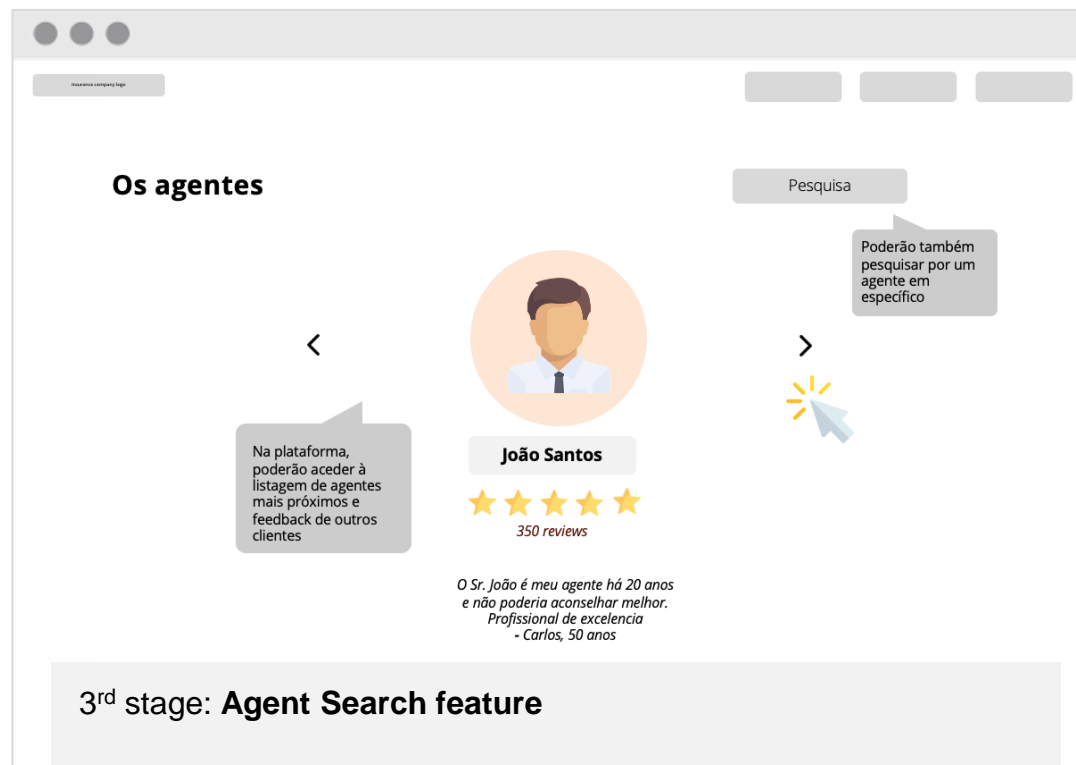 Insurance company logo
Os agentes
Pesquisa
Poderão também
pesquisar por um
agente em
específico
Na plataforma,
poderão aceder à
listagem de agentes
mais próximos e
feedback de outros
clientes
João Santos
350 reviews
O Sr. João é meu agente há 20 anos
e não poderia aconselhar melhor.
Profissional de excelencia
- Carlos, 50 anos
3rd stage: Agent Search feature